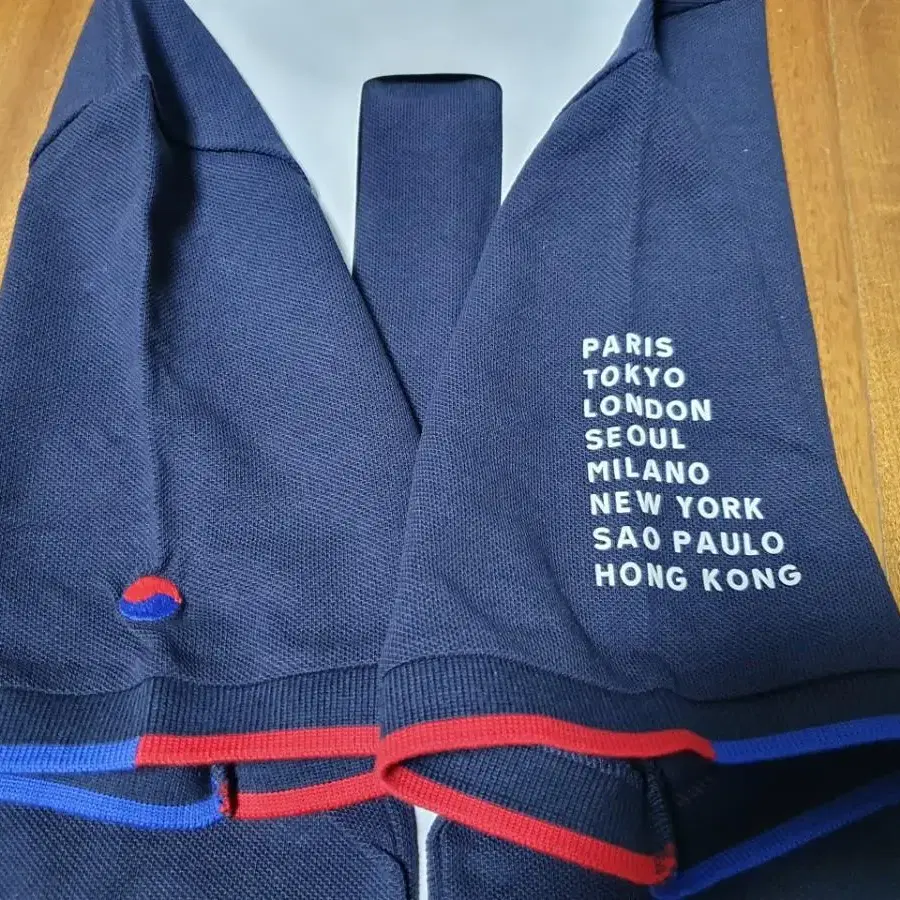 PARIS
TOKYO
LONDON
SEOUL
MILANO
NEW YORK
SAO PAULO
HONG KONG